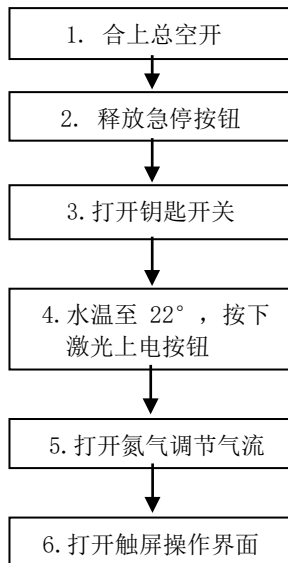 1. 合上总空开
2. 释放急停按钮
3.打开钥匙开关
4.水温至 22°，按下
激光上电按钮
5.打开氮气调节气流
6.打开触屏操作界面